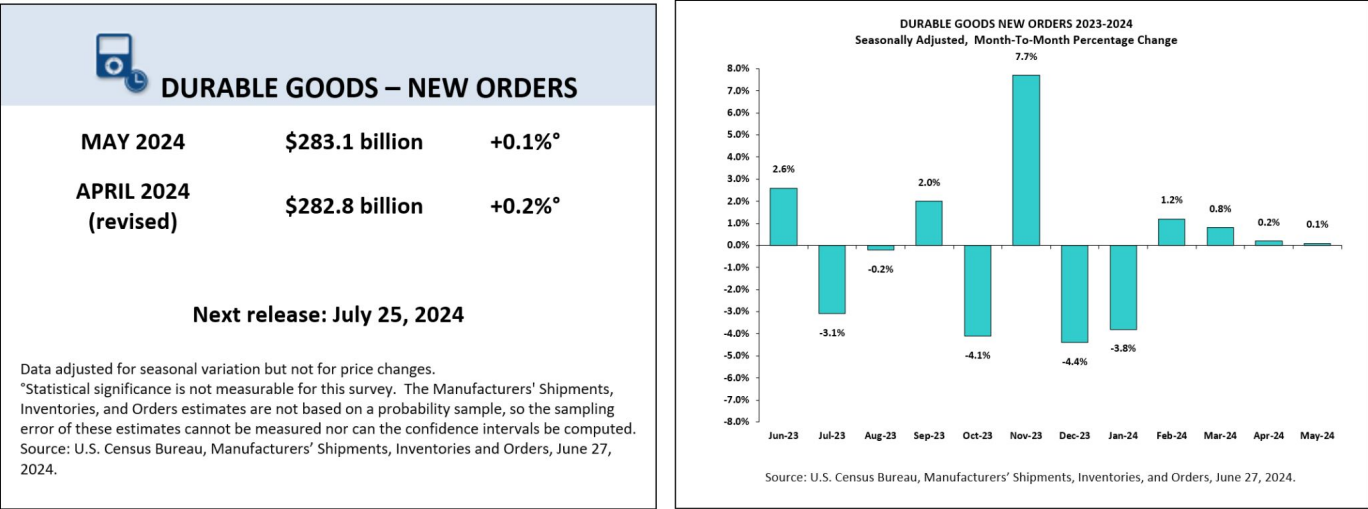 DURABLE GOODS – NEW ORDERS
MAY 2024 $283.1 billion +0.1%°
APRIL 2024
(revised) $282.8 billion +0.2%°
Next release: July 25, 2024
Data adjusted for seasonal variation but not for price changes.
°Statistical significance is not measurable for this survey. The Manufacturers' Shipments,
Inventories, and Orders estimates are not based on a probability sample, so the sampling
error of these estimates cannot be measured nor can the confidence intervals be computed.
Source: U.S. Census Bureau, Manufacturers’ Shipments, Inventories and Orders, June 27,
2024.
DURABLE GOODS NEW ORDERS 2023-2024
Seasonally Adjusted, Month-To-Month Percentage Change
8.0%
7.0%
6.0%
5.0%
4.0%
3.0%
2.0%
1.0%
0.0%
-1.0%
-2.0%
-3.0%
-4.0%
-5.0%
-6.0%
-7.0%
-8.0%
2.6%
-3.1%
-0.2%
2.0%
-4.1%
7.7%
-4.4%
-3.8%
1.2%
0.8%
0.2%
0.1%
Jun-23 Jul-23 Aug-23 Sep-23 Oct-23 Nov-23 Dec-23 Jan-24 Feb-24 Mar-24 Apr-24 May-24
Source: U.S. Census Bureau, Manufacturers’ Shipments, Inventories, and Orders, June 27, 2024.